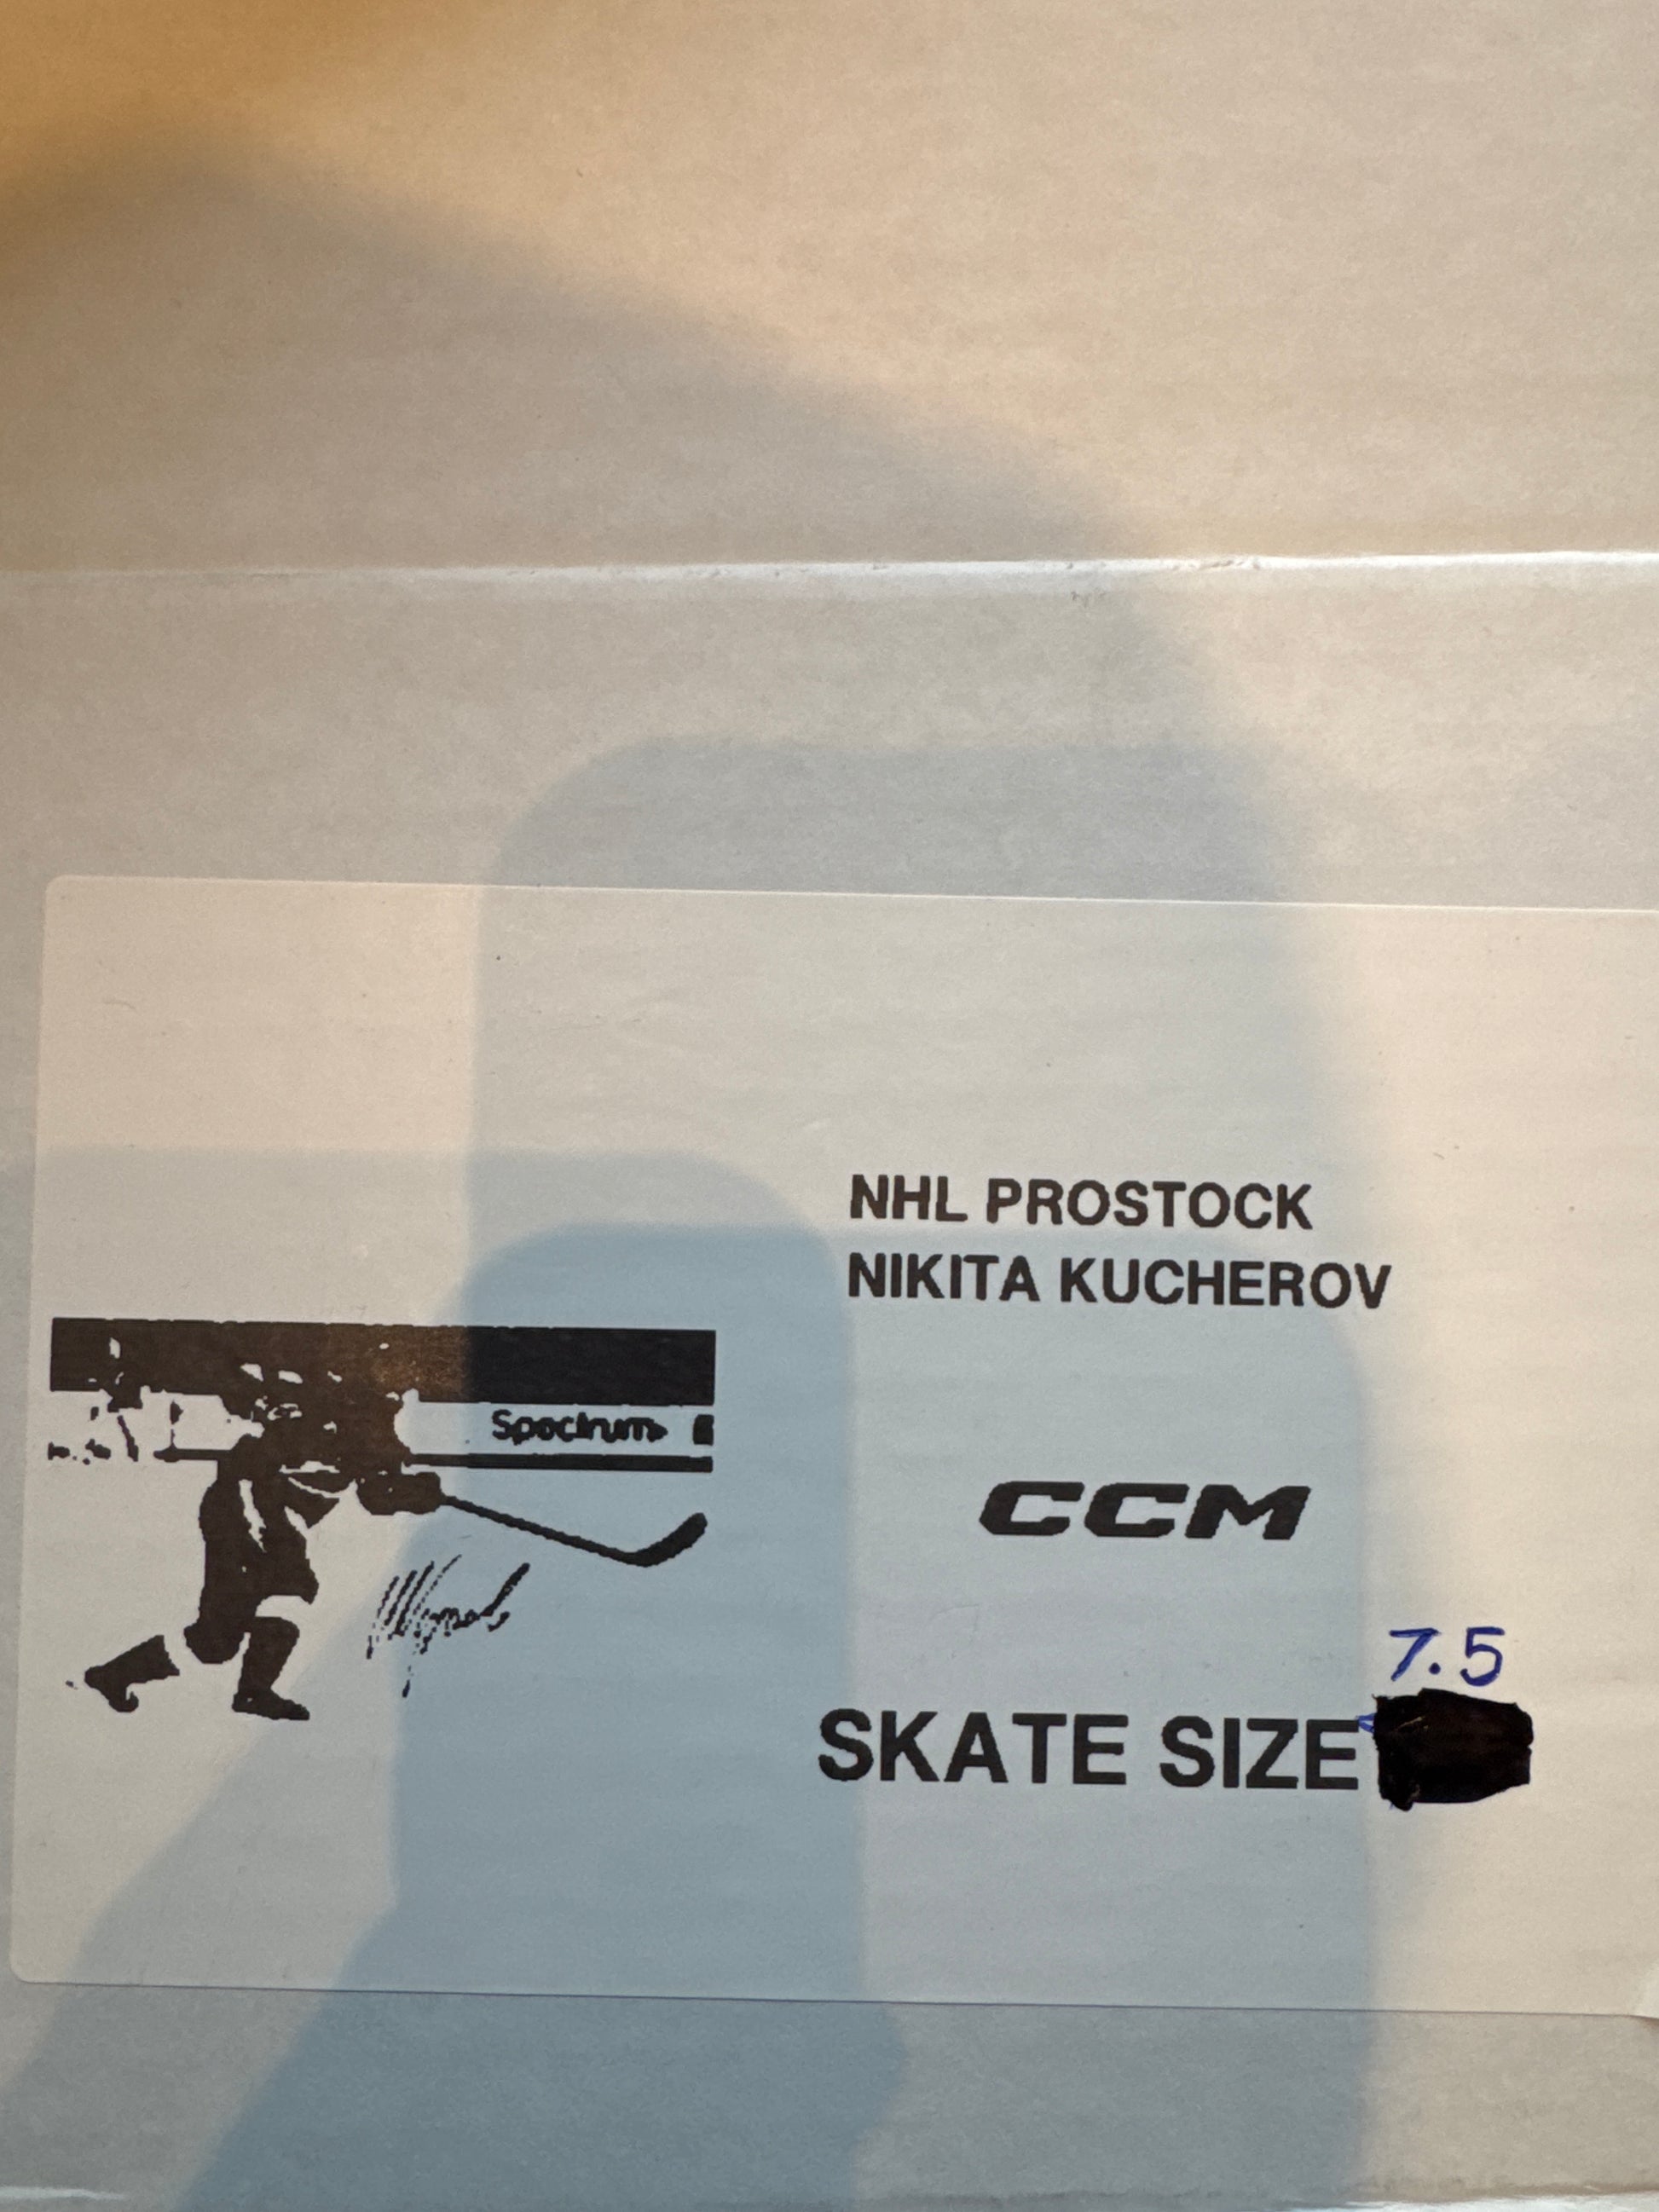 NHL PROSTOCK
NIKITA KUCHEROV
Spectrum
CCM
7.5
SKATE SIZE